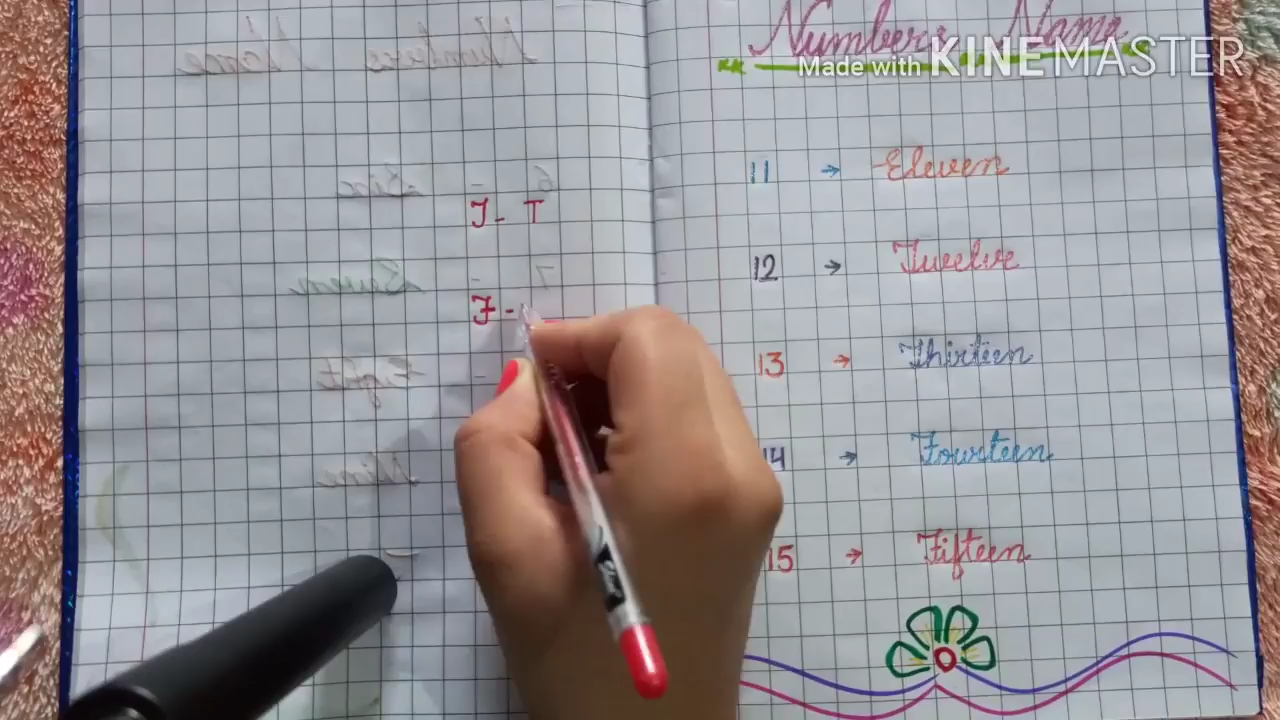 Numbers Name
Made with KINEMASTER
11 → Eleven
12 → Twelve
13 → Thirteen
14 → Fourteen
15 → Fifteen
T - T
F -